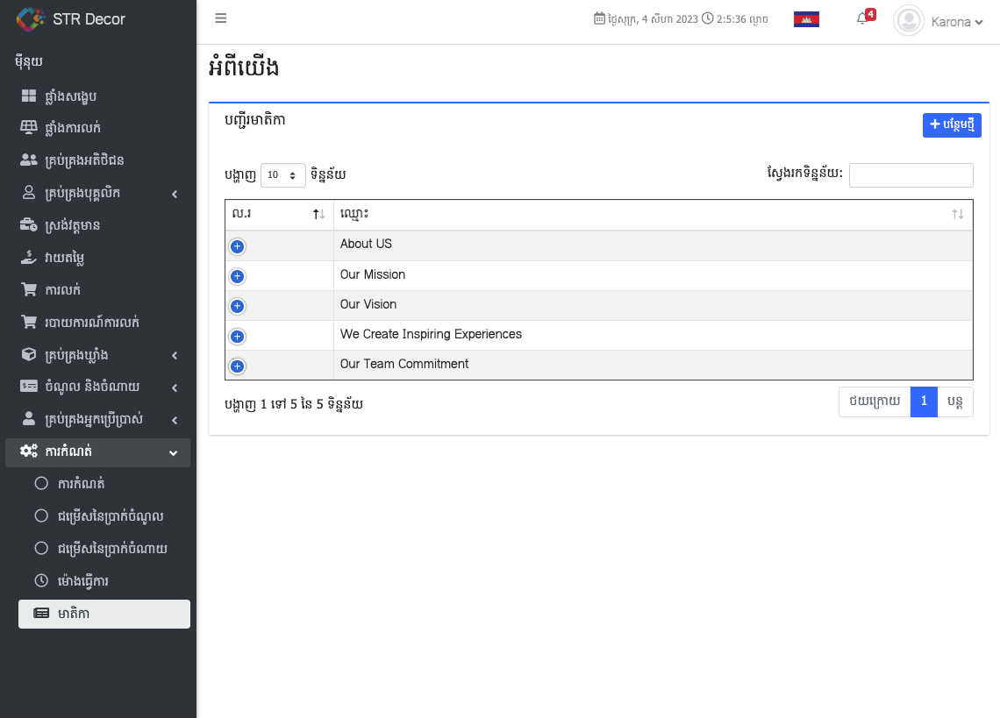 STR Decor
មុឺនុយ
ផ្ទាំងសង្ខេប
ផ្ទាំងការលក់
គ្រប់គ្រងអតិថិជន
គ្រប់គ្រងបុគ្គលិក
ស្រង់វត្តមាន
វាយតម្លៃ
ការលក់
របាយការណ៍ការលក់
គ្រប់គ្រងឃ្លាំង
ចំណូល និងចំណាយ
គ្រប់គ្រងអ្នកប្រើប្រាស់
ការកំណត់
ការកំណត់
ជម្រើសនៃប្រាក់ចំណូល
ជម្រើសនៃប្រាក់ចំណាយ
ម៉ោងធ្វើការ
មាតិកា
ថ្ងៃសុក្រ, 4 សីហា 2023 2:5:36 ល្ងាច
4
Karona
អំពីយើង
បញ្ជីរមាតិកា
បន្ថែមថ្មី
បង្ហាញ 10 ទិន្នន័យ
ស្វែងរកទិន្នន័យ:
ល.រ ឈ្មោះ
About US
Our Mission
Our Vision
We Create Inspiring Experiences
Our Team Commitment
បង្ហាញ 1 ទៅ 5 នៃ 5 ទិន្នន័យ
ថយក្រោយ 1 បន្ត